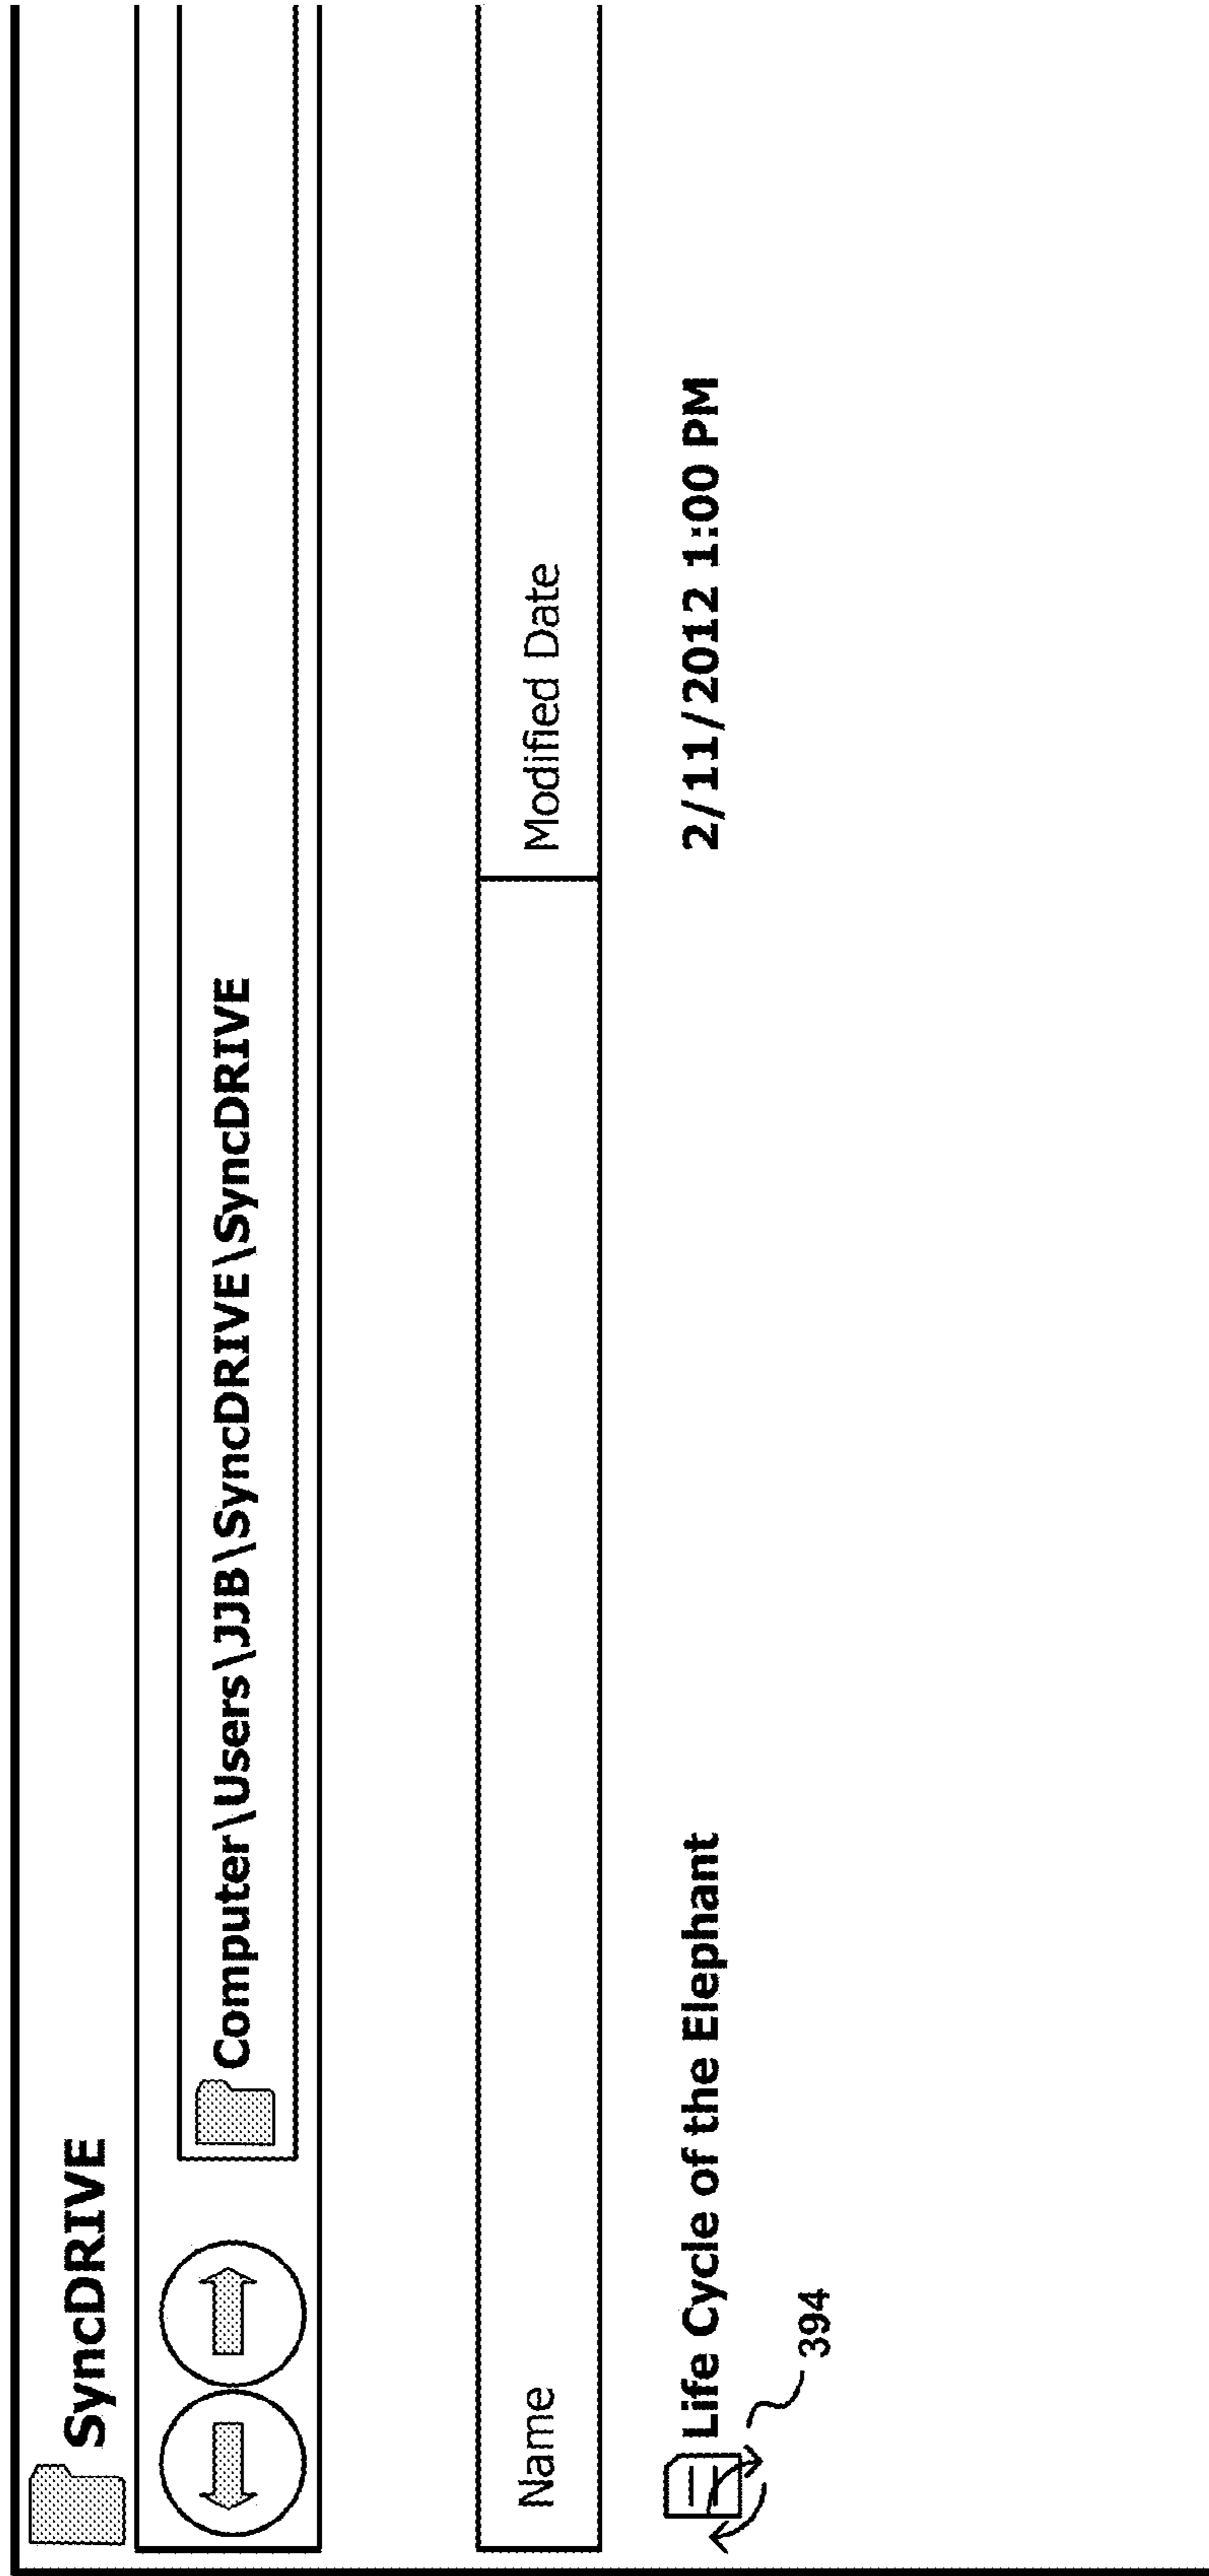 SyncDRIVE
Computer\Users\JJB\SyncDRIVE\SyncDRIVE
Name Modified Date
Life Cycle of the Elephant 2/11/2012 1:00 PM
394